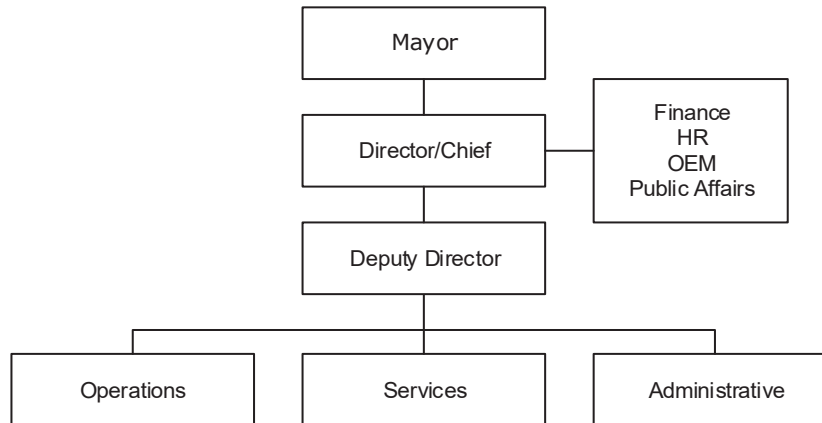 Mayor
Director/Chief
Finance
HR
OEM
Public Affairs
Deputy Director
Operations
Services
Administrative